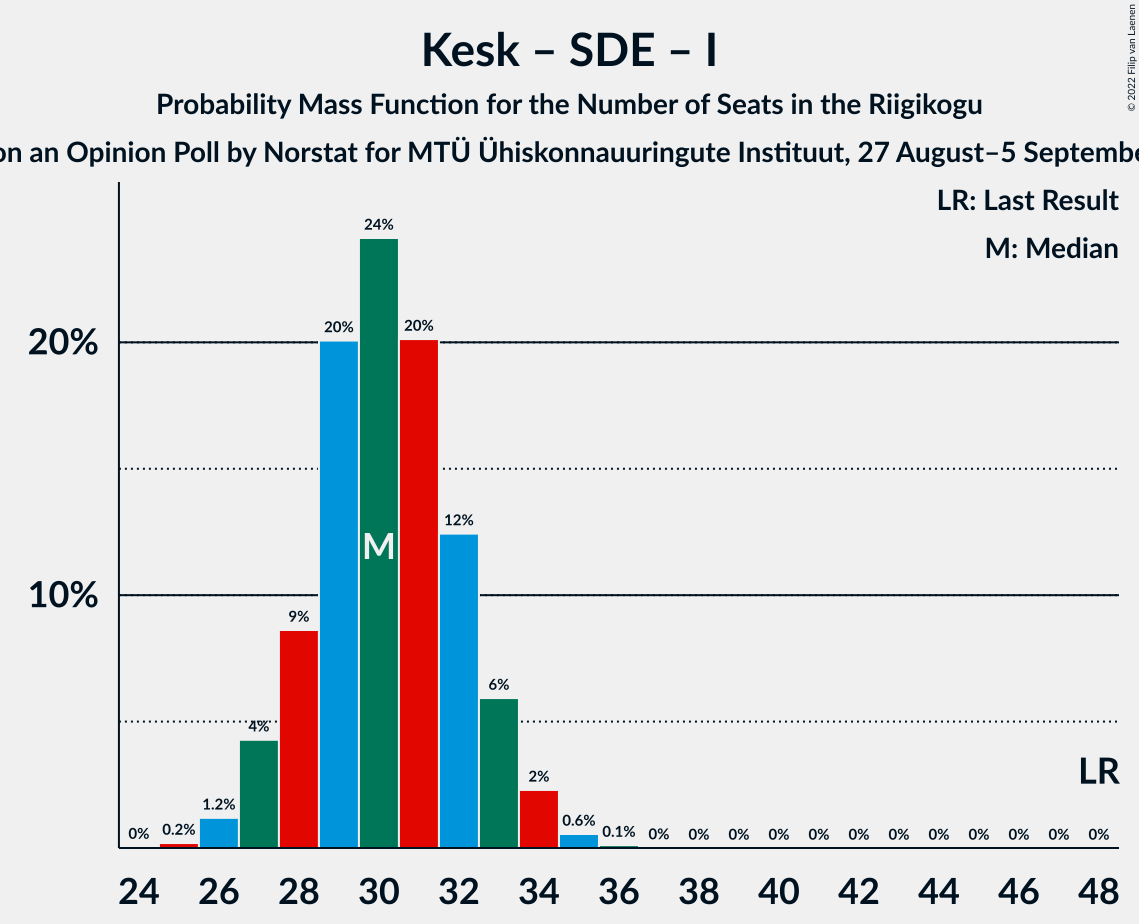 Kesk – SDE – I
Probability Mass Function for the Number of Seats in the Riigikogu
on an Opinion Poll by Norstat for MTÜ Ühiskonnauuringute Instituut, 27 August–5
© 2022 Filip van Laenen
LR: Last Result
M: Median
24%
20%
20%
20%
12%
M
10%
9%
6%
4%
LR
2%
0%
0.2%
1.2%
0.6%
0.1%
0% 0% 0% 0% 0% 0% 0% 0% 0% 0% 0% 0%
24 26 28 30 32 34 36 38 40 42 44 46 48